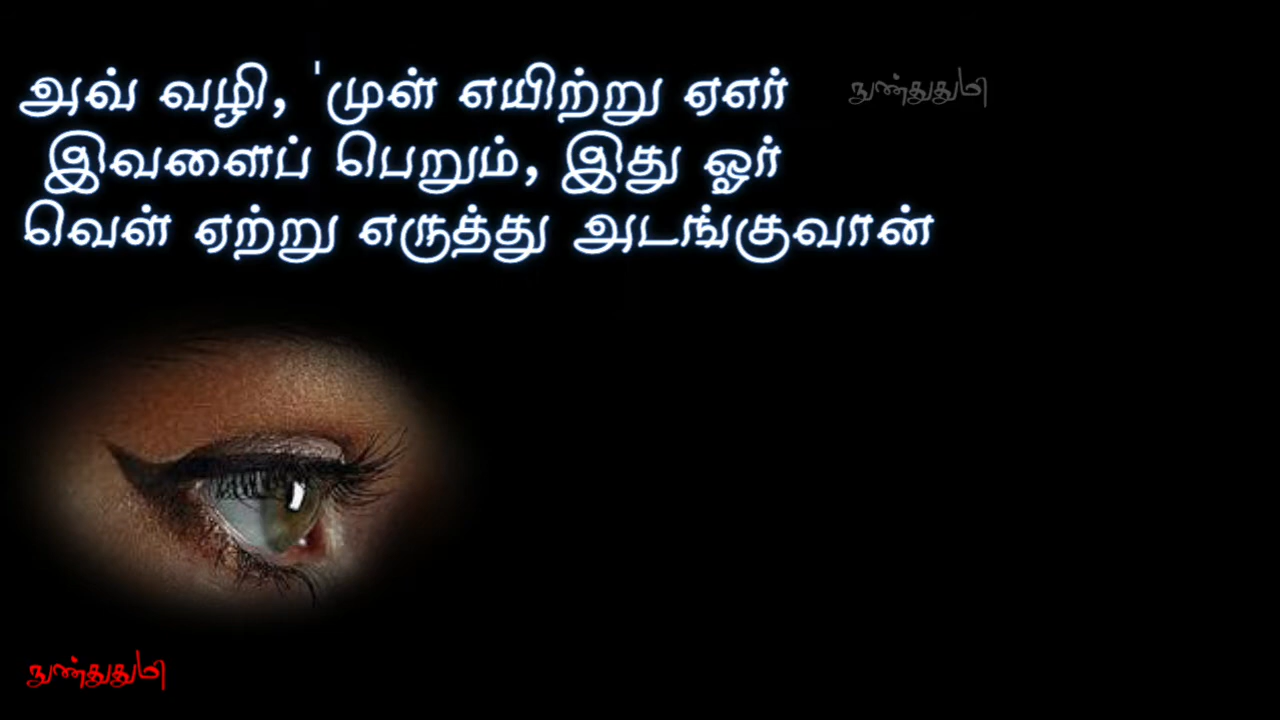 அவ் வழி, 'முள் எயிற்று ஏஎர்
இவளைப் பெறும், இது ஓர்
வெள் ஏற்று எருத்து அடங்குவான்
நுண்துதுமி
நுண்துதுமி